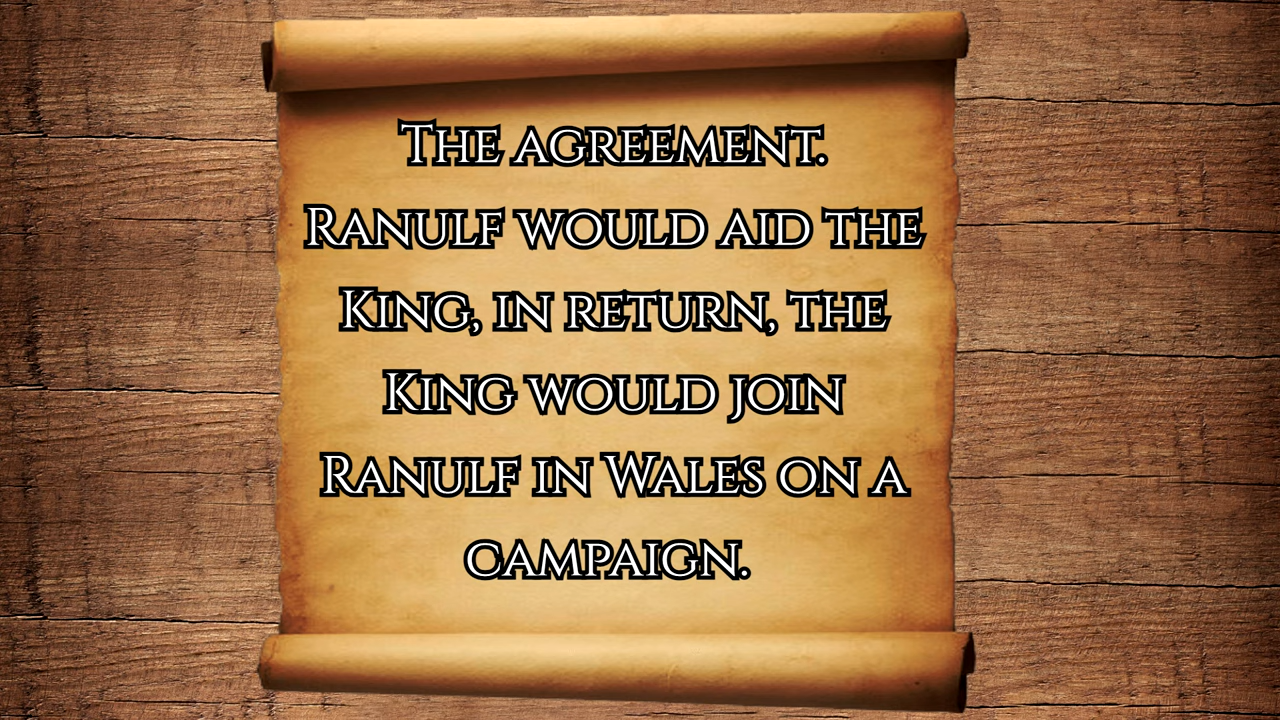 The agreement.
Ranulf would aid the
King, in return, the
King would join
Ranulf in Wales on a
campaign.